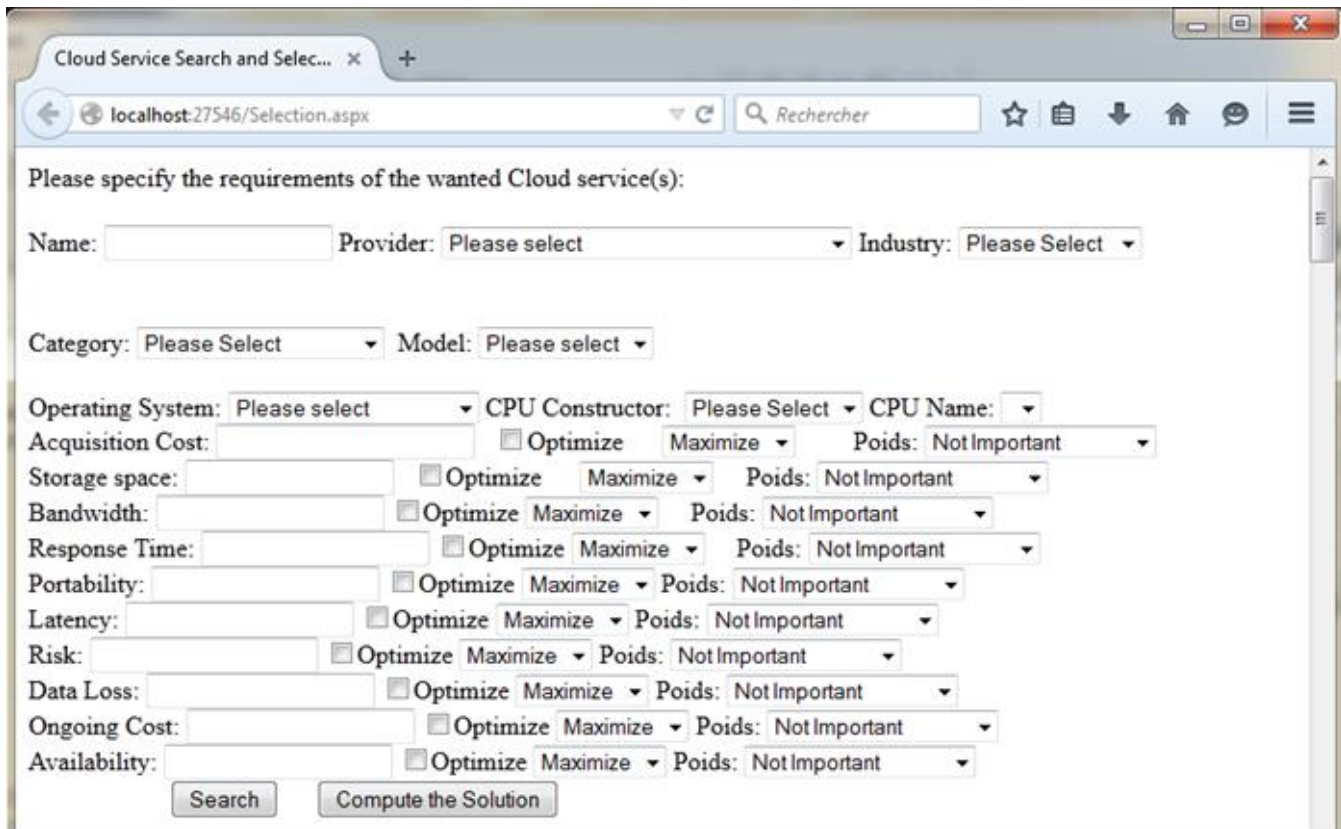 Cloud Service Search and Selec...
localhost:27546/Selection.aspx Rechercher
Please specify the requirements of the wanted Cloud service(s):
Name: Provider: Please select Industry: Please Select
Category: Please Select Model: Please select
Operating System: Please select CPU Constructor: Please Select CPU Name:
Acquisition Cost: Optimize Maximize Poids: Not Important
Storage space: Optimize Maximize Poids: Not Important
Bandwidth: Optimize Maximize Poids: Not Important
Response Time: Optimize Maximize Poids: Not Important
Portability: Optimize Maximize Poids: Not Important
Latency: Optimize Maximize Poids: Not Important
Risk: Optimize Maximize Poids: Not Important
Data Loss: Optimize Maximize Poids: Not Important
Ongoing Cost: Optimize Maximize Poids: Not Important
Availability: Optimize Maximize Poids: Not Important
Search Compute the Solution